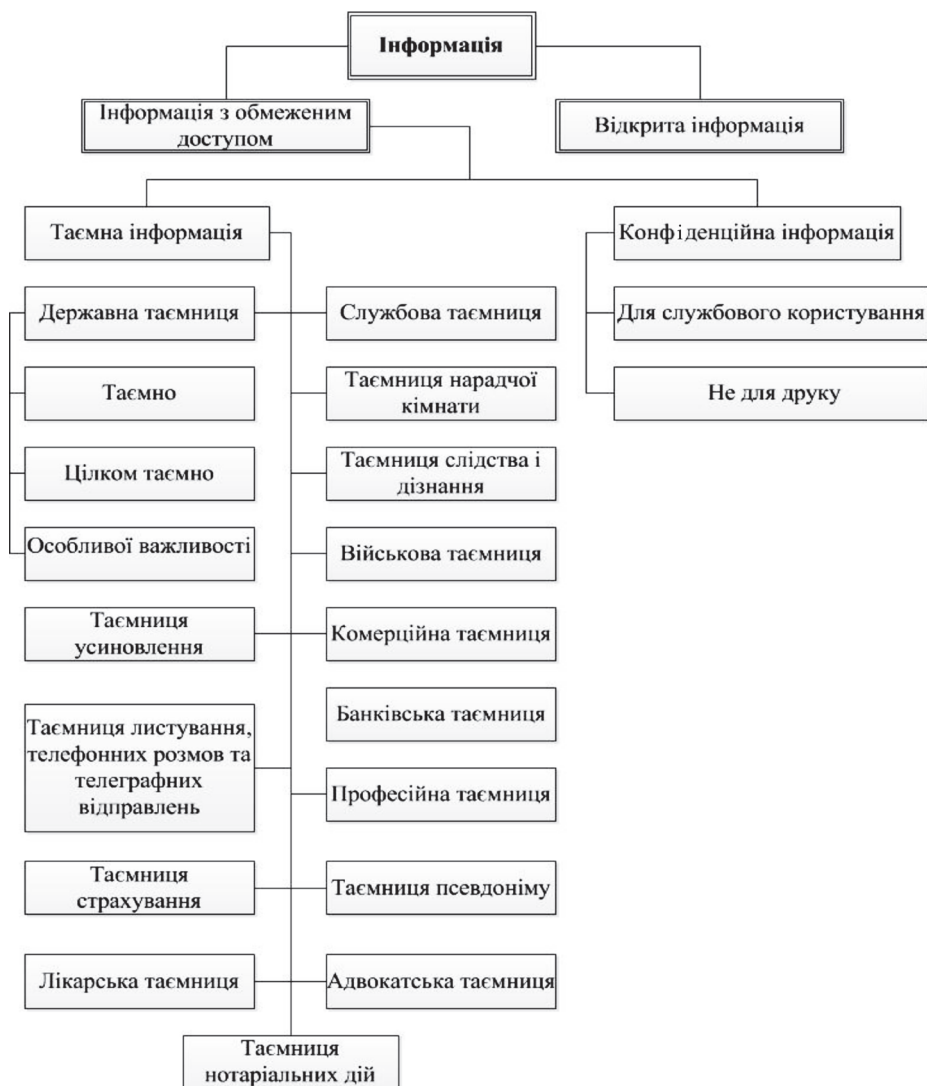 Інформація
Інформація з обмеженим
доступом
Відкрита інформація
Таємна інформація
Конфіденційна інформація
Державна таємниця
Службова таємниця
Для службового користування
Таємно
Таємниця нарадчої
кімнати
Не для друку
Цілком таємно
Таємниця слідства і
дізнання
Особливої важливості
Військова таємниця
Таємниця
усиновлення
Комерційна таємниця
Таємниця листування,
телефонних розмов та
телеграфних
відправлень
Банківська таємниця
Професійна таємниця
Таємниця
страхування
Таємниця псевдоніму
Лікарська таємниця
Адвокатська таємниця
Таємниця
нотаріальних дій